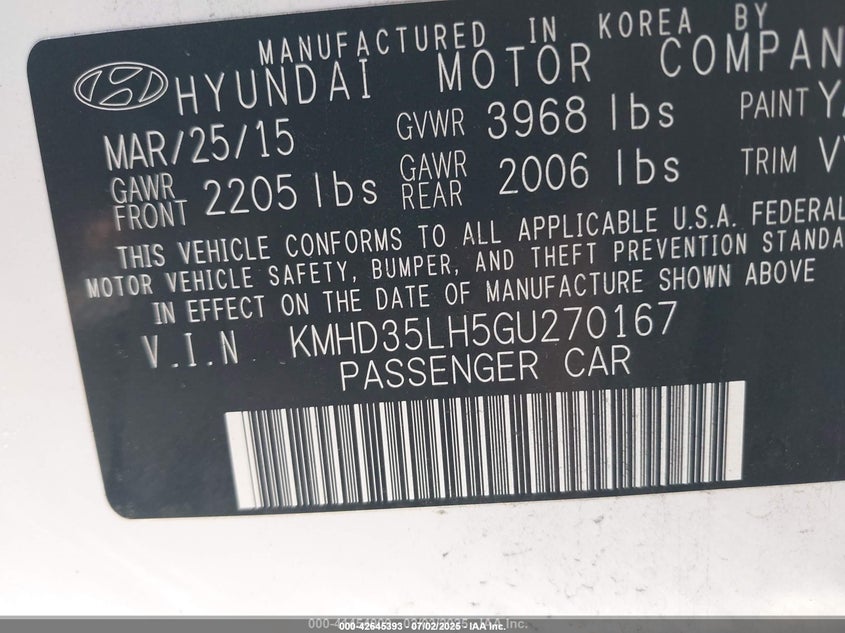 MANUFACTURED IN KOREA BY
HYUNDAI MOTOR COMPAN
MAR/25/15 GVWR 3968 lbs PAINT
GAWR FRONT 2205 lbs GAWR REAR 2006 lbs TRIM
THIS VEHICLE CONFORMS TO ALL APPLICABLE U.S.A. FEDERAL
MOTOR VEHICLE SAFETY, BUMPER, AND THEFT PREVENTION STANDA
IN EFFECT ON THE DATE OF MANUFACTURE SHOWN ABOVE
V.I.N KMHD35LH5GU270167
PASSENGER CAR
000-42645393 07/02/2025 - 000